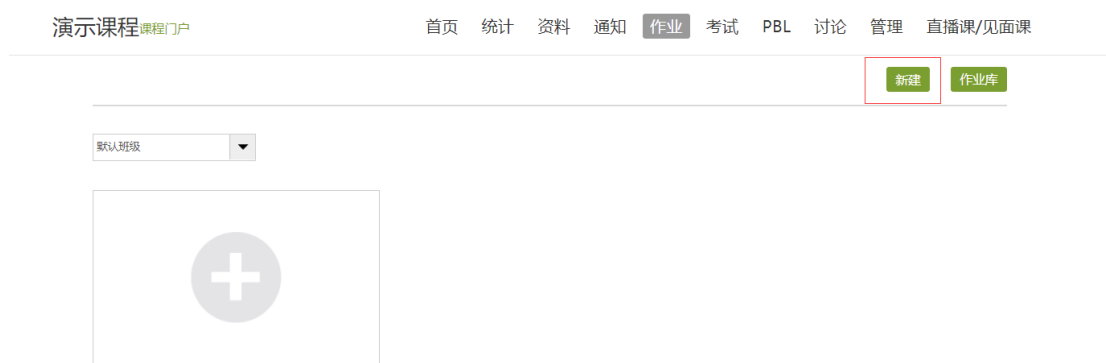 演示课程课程门户 首页 统计 资料 通知 作业 考试 PBL 讨论 管理 直播课/见面课
新建 作业库
默认班级